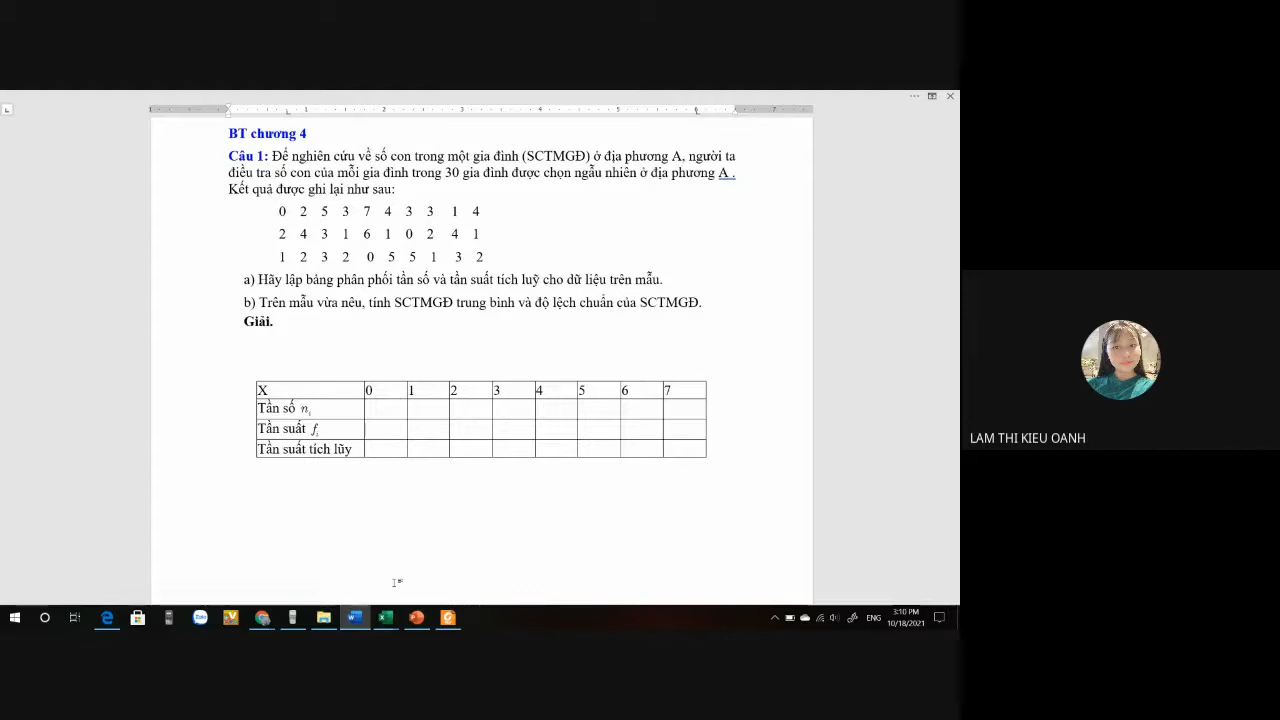 BT chương 4
Câu 1: Để nghiên cứu về số con trong một gia đình (SCTMGĐ) ở địa phương A, người ta
điều tra số con của mỗi gia đình trong 30 gia đình được chọn ngẫu nhiên ở địa phương A .
Kết quả được ghi lại như sau:
0 2 5 3 7 4 3 3 1 4
2 4 3 1 6 1 0 2 4 1
1 2 3 2 0 5 5 1 3 2
a) Hãy lập bảng phân phối tần số và tần suất tích luỹ cho dữ liệu trên mẫu.
b) Trên mẫu vừa nêu, tính SCTMGĐ trung bình và độ lệch chuẩn của SCTMGĐ.
Giải.
X 0 1 2 3 4 5 6 7
Tần số nᵢ
Tần suất fᵢ
Tần suất tích lũy
LAM THI KIEU OANH
ENG
3:10 PM
10/18/2021